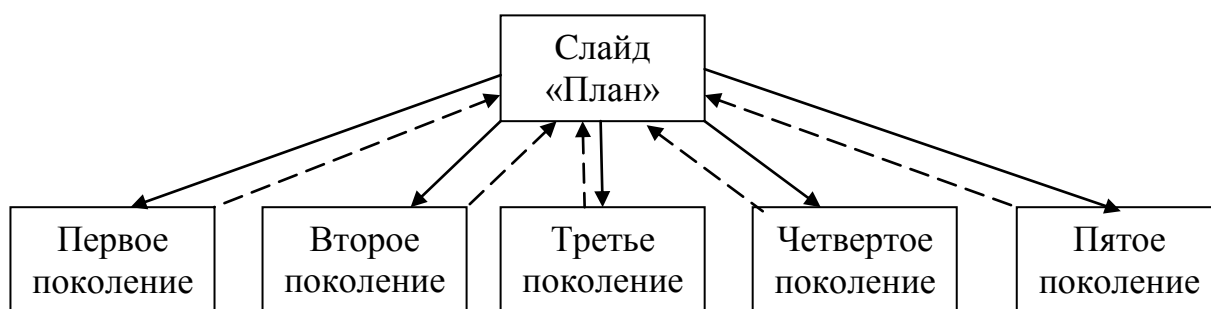 Слайд
«План»
Первое
поколение
Второе
поколение
Третье
поколение
Четвертое
поколение
Пятое
поколение